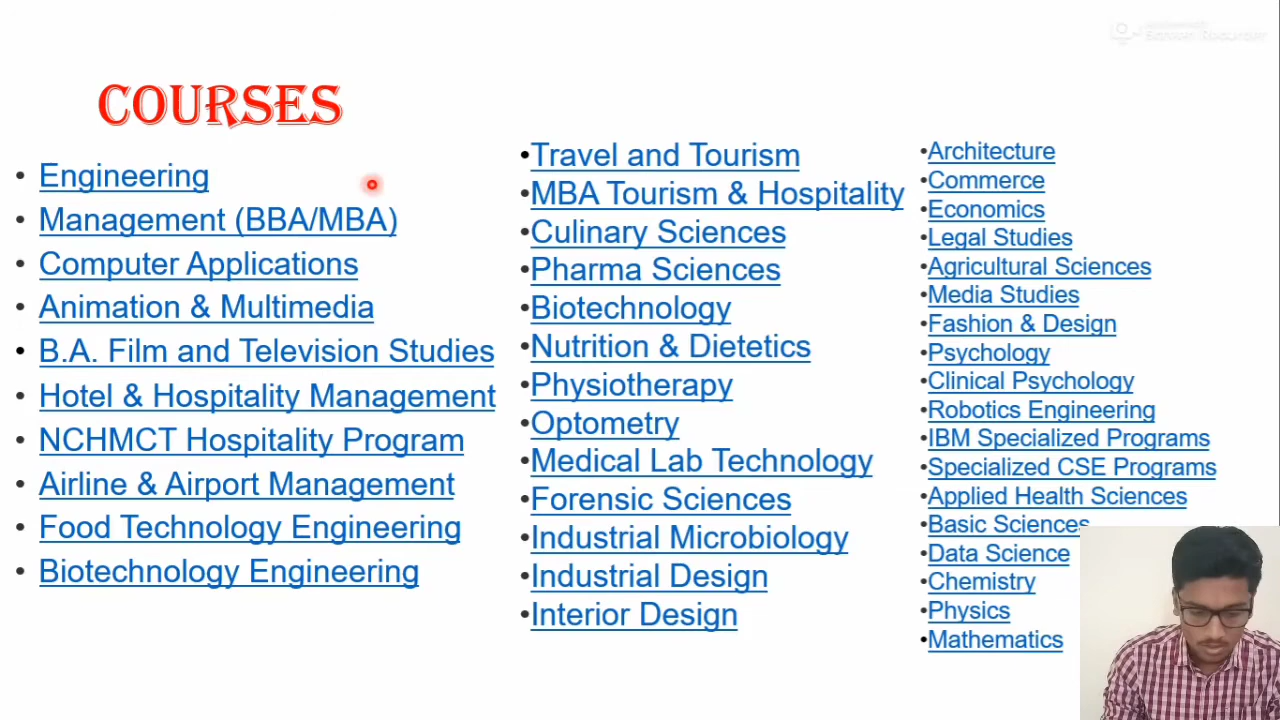 COURSES
Engineering
Management (BBA/MBA)
Computer Applications
Animation & Multimedia
B.A. Film and Television Studies
Hotel & Hospitality Management
NCHMCT Hospitality Program
Airline & Airport Management
Food Technology Engineering
Biotechnology Engineering
Travel and Tourism
MBA Tourism & Hospitality
Culinary Sciences
Pharma Sciences
Biotechnology
Nutrition & Dietetics
Physiotherapy
Optometry
Medical Lab Technology
Forensic Sciences
Industrial Microbiology
Industrial Design
Interior Design
Architecture
Commerce
Economics
Legal Studies
Agricultural Sciences
Media Studies
Fashion & Design
Psychology
Clinical Psychology
Robotics Engineering
IBM Specialized Programs
Specialized CSE Programs
Applied Health Sciences
Basic Sciences
Data Science
Chemistry
Physics
Mathematics